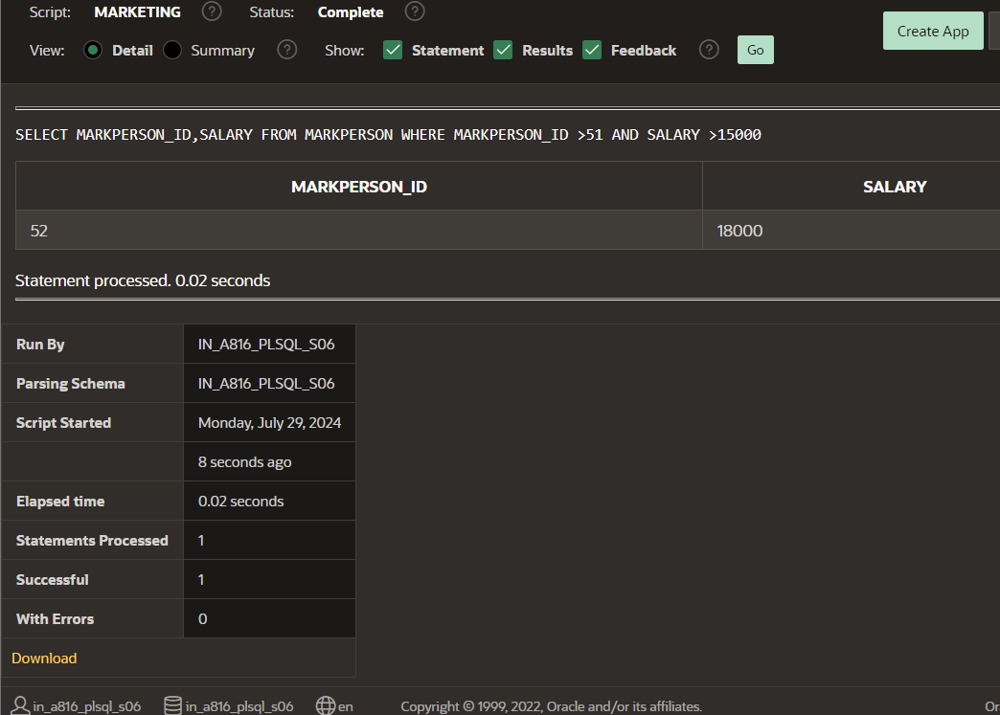 Script: MARKETING ? Status: Complete ?
View: Detail Summary ? Show: Statement Results Feedback ? Go
Create App
SELECT MARKPERSON_ID,SALARY FROM MARKPERSON WHERE MARKPERSON_ID >51 AND SALARY >15000
MARKPERSON_ID SALARY
52 18000
Statement processed. 0.02 seconds
Run By IN_A816_PLSQL_S06
Parsing Schema IN_A816_PLSQL_S06
Script Started Monday, July 29, 2024
8 seconds ago
Elapsed time 0.02 seconds
Statements Processed 1
Successful 1
With Errors 0
Download
in_a816_plsql_s06 in_a816_plsql_s06 en Copyright © 1999, 2022, Oracle and/or its affiliates.